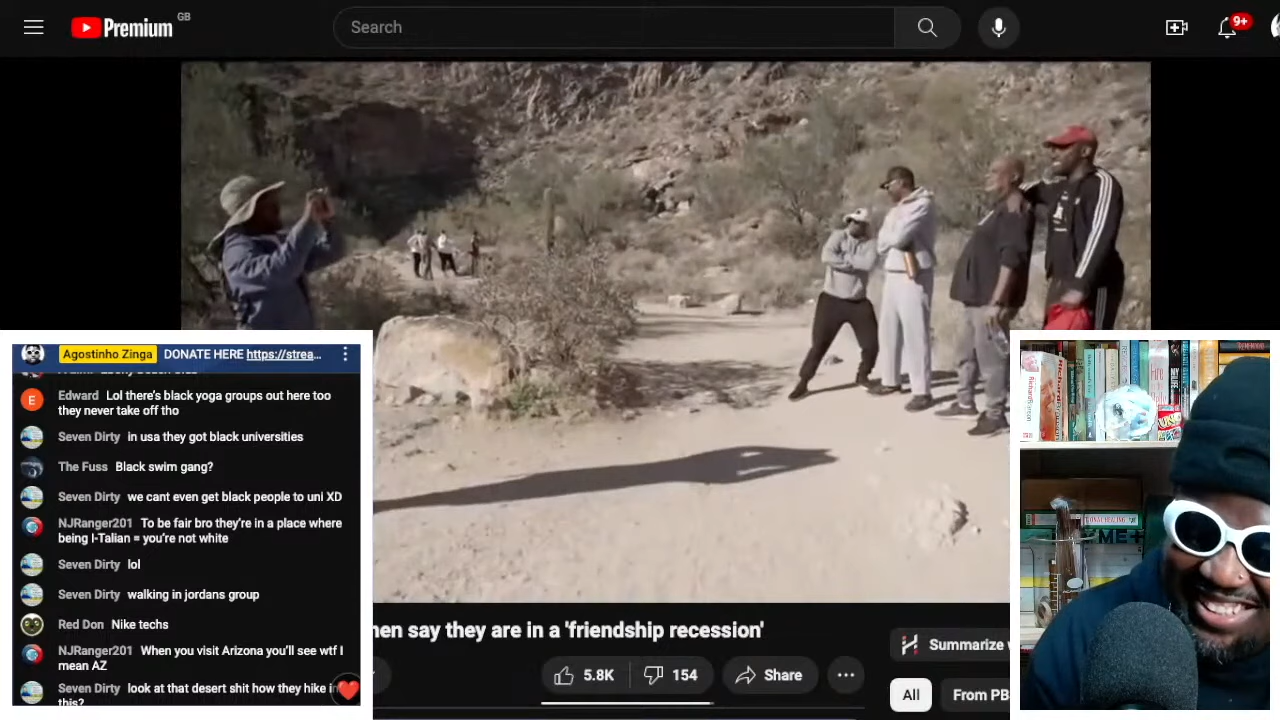 Premium GB
Search
9+
Agostinho Zinga DONATE HERE https://strea...
Edward Lol there's black yoga groups out here too
they never take off tho
Seven Dirty in usa they got black universities
The Fuss Black swim gang?
Seven Dirty we cant even get black people to uni XD
NJRanger201 To be fair bro they're in a place where
being I-Talian = you're not white
Seven Dirty lol
Seven Dirty walking in jordans group
Red Don Nike techs
NJRanger201 When you visit Arizona you'll see wtf I
mean AZ
Seven Dirty look at that desert shit how they hike in
this?
E
men say they are in a 'friendship recession'
5.8K
154
Share
Summarize
All
From PB
UNO